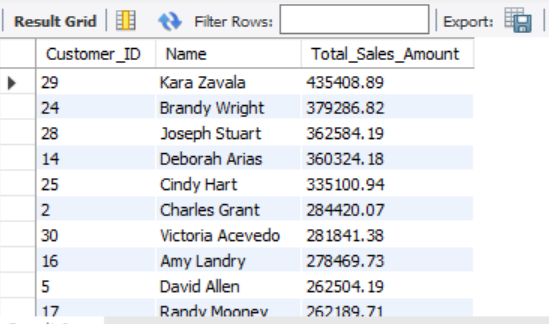 Result Grid Filter Rows: Export:
Customer_ID Name Total_Sales_Amount
29 Kara Zavala 435408.89
24 Brandy Wright 379286.82
28 Joseph Stuart 362584.19
14 Deborah Arias 360324.18
25 Cindy Hart 335100.94
2 Charles Grant 284420.07
30 Victoria Acevedo 281841.38
16 Amy Landry 278469.73
5 David Allen 262504.19
17 Randy Mooney 262189.71